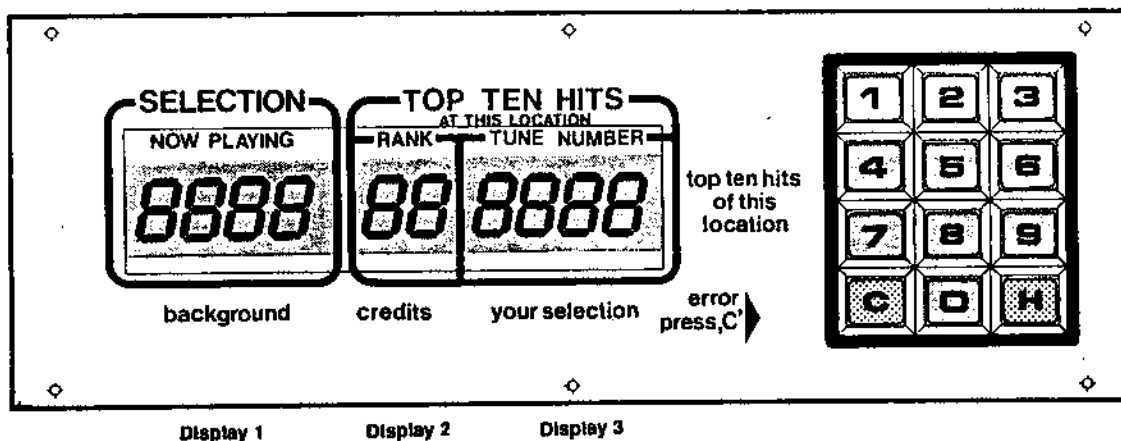 SELECTION
TOP TEN HITS
AT THIS LOCATION
NOW PLAYING
RANK
TUNE NUMBER
8888
88
8888
top ten hits
of this
location
background
credits
your selection
error
press,C'
1 2 3
4 5 6
7 8 9
C 0 H
Display 1
Display 2
Display 3